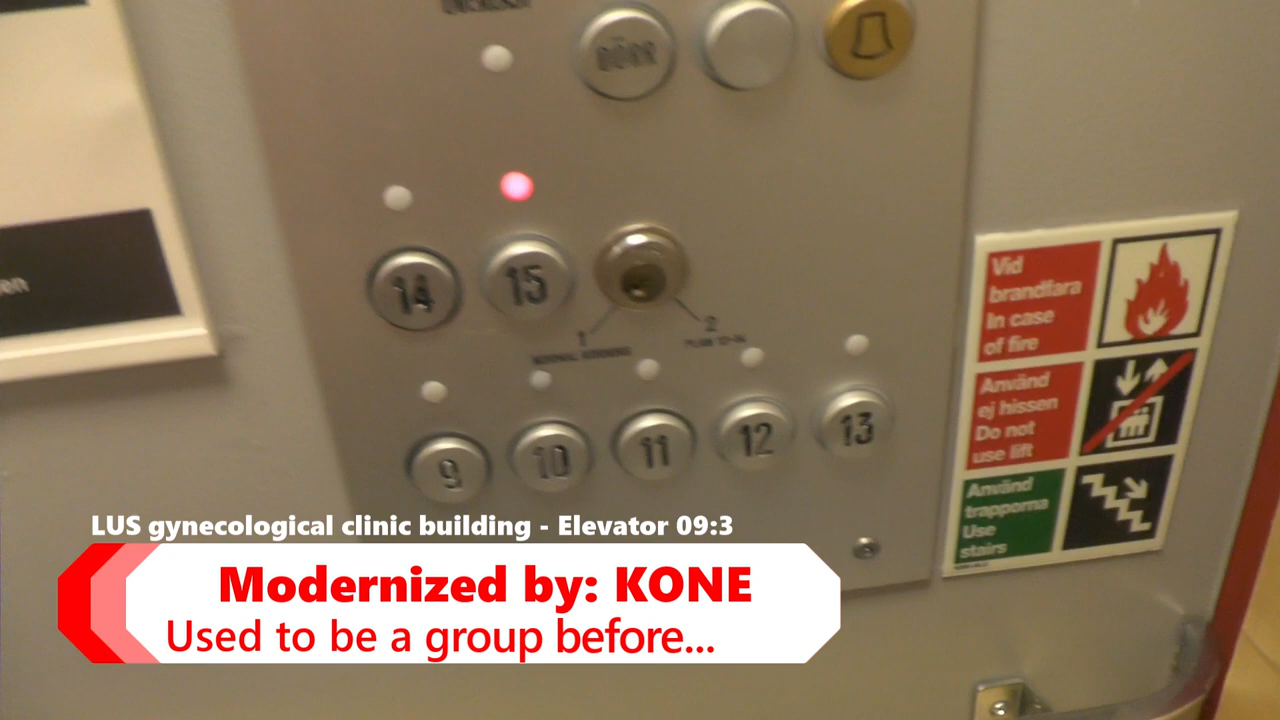 DÖRR
14
15
1
2
9
10
11
12
13
Vid
brandfara
In case
of fire
Använd
ej hissen
Do not
use lift
Använd
trapporna
Use
stairs
LUS gynecological clinic building - Elevator 09:3
Modernized by: KONE
Used to be a group before...